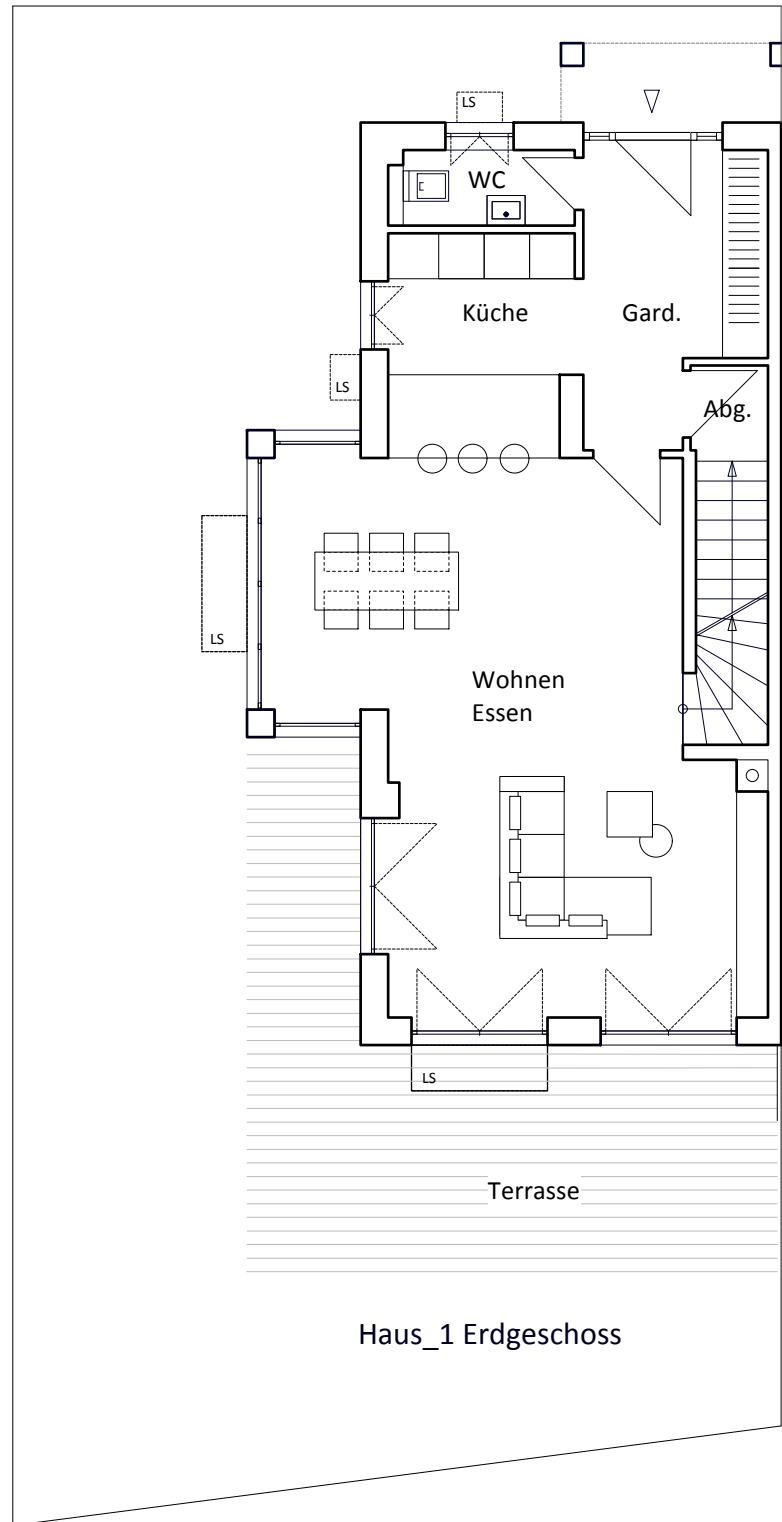 LS
WC
Küche
Gard.
LS
Abg.
LS
Wohnen
Essen
LS
Terrasse
Haus_1 Erdgeschoss